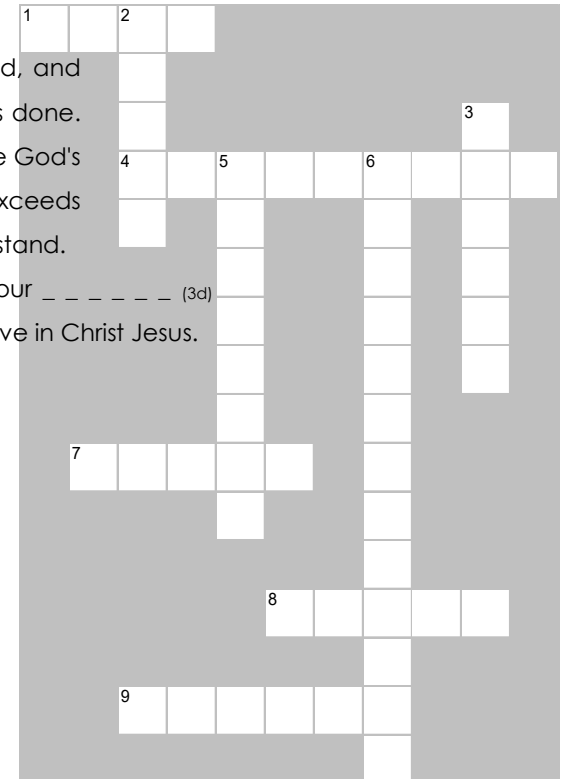 1 2
d, and
s done.
3
e God's
4 5 6
xceeds
stand.
our _ _ _ _ _ _ (3d)
ve in Christ Jesus.
7
8
9